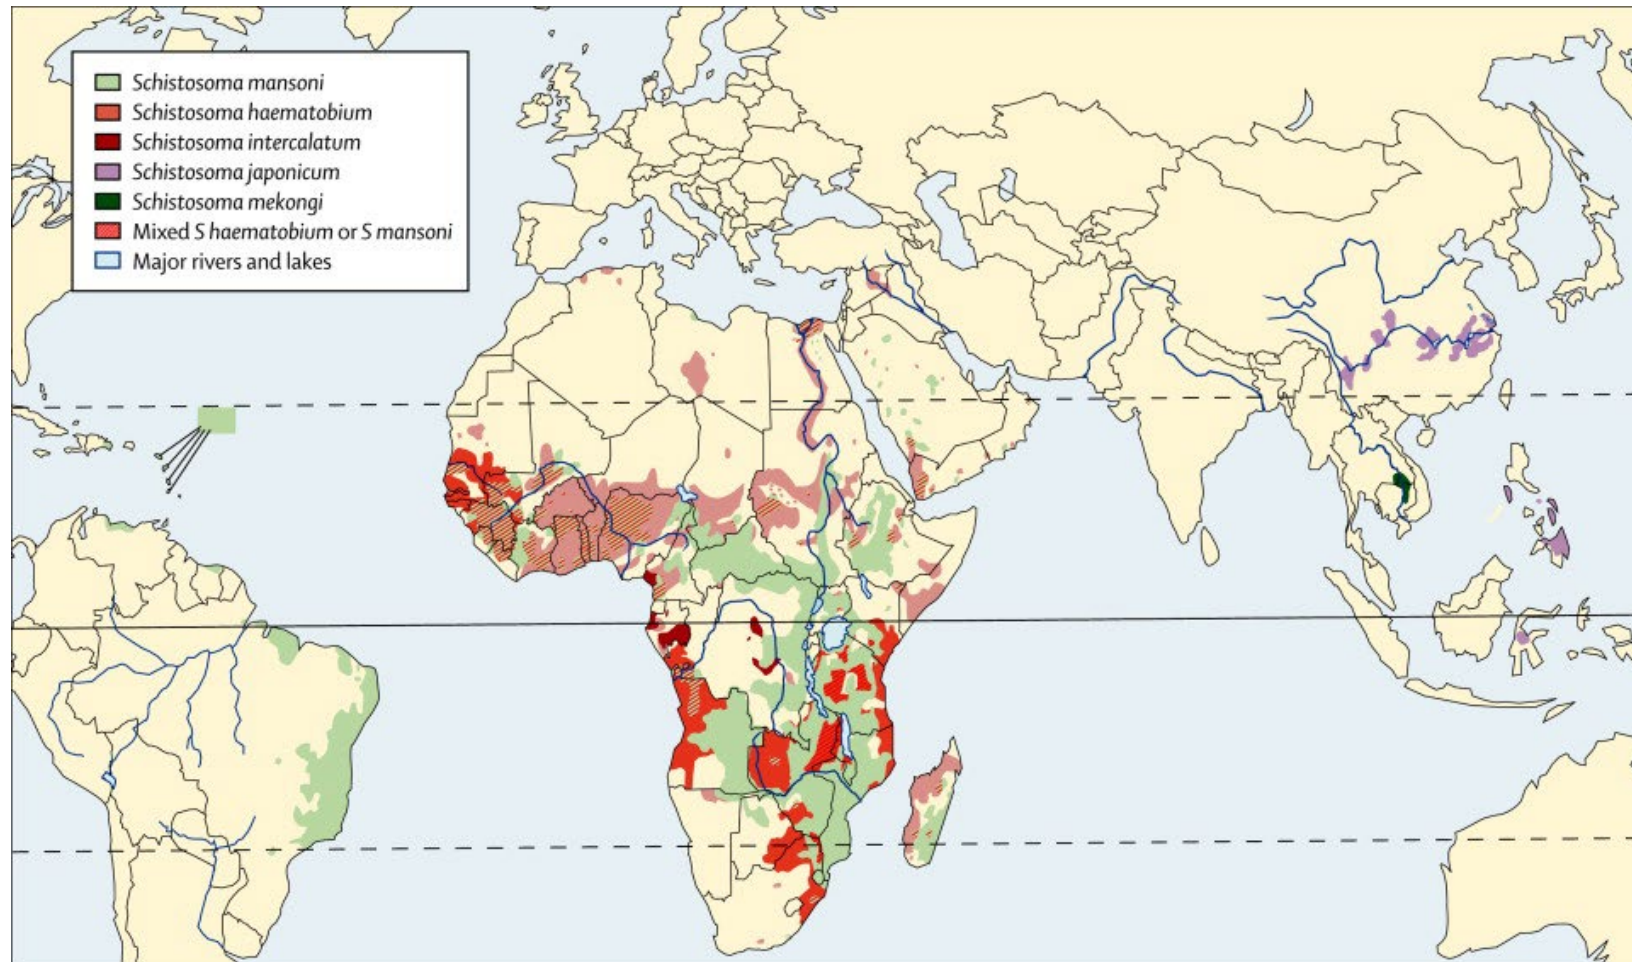 Schistosoma mansoni
Schistosoma haematobium
Schistosoma intercalatum
Schistosoma japonicum
Schistosoma mekongi
Mixed S haematobium or S mansoni
Major rivers and lakes